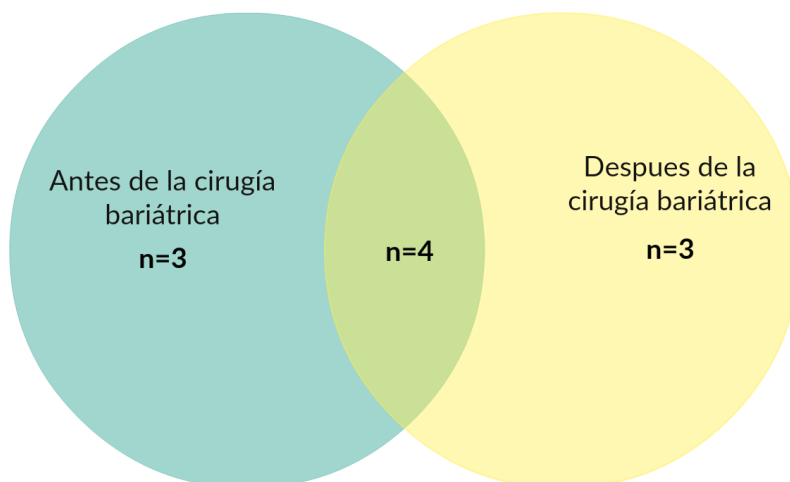 Antes de la cirugía
bariátrica
n=3
n=4
Despues de la
cirugía bariátrica
n=3